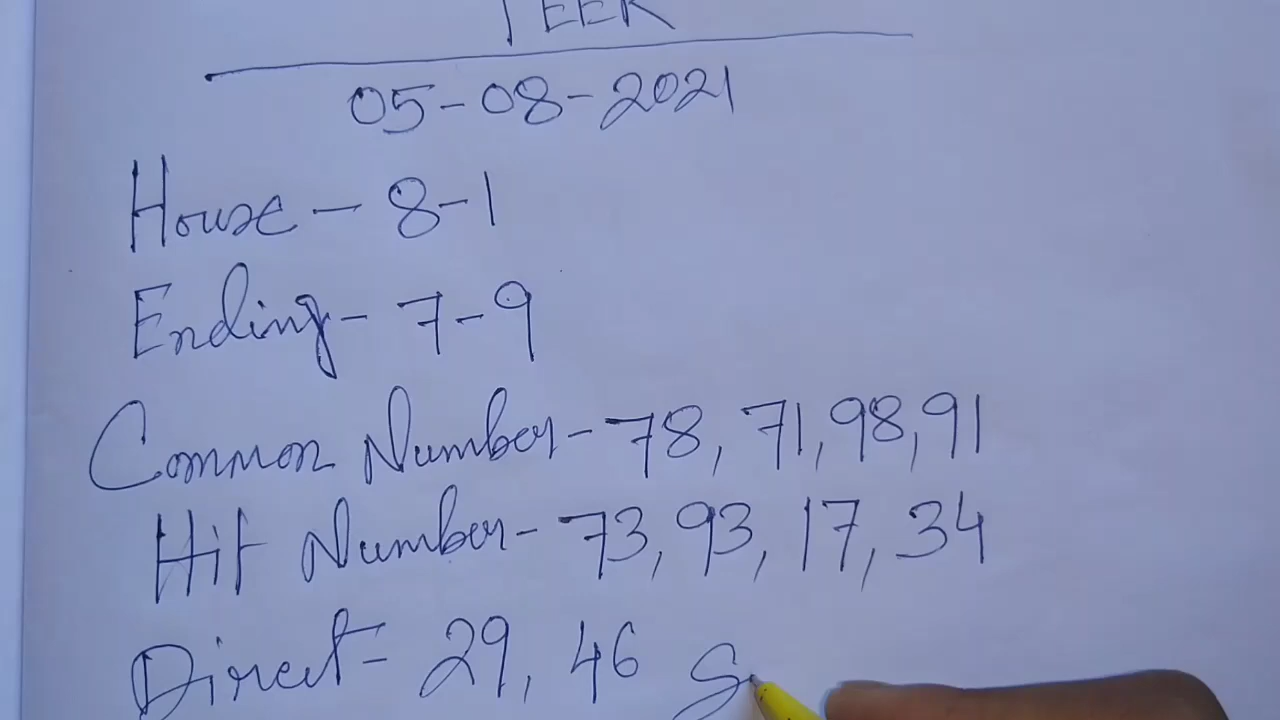 TEER
05-08-2021
House - 8-1
Ending - 7-9
Common Number - 78, 71, 98, 91
Hit Number - 73, 93, 17, 34
Direct - 29, 46 S